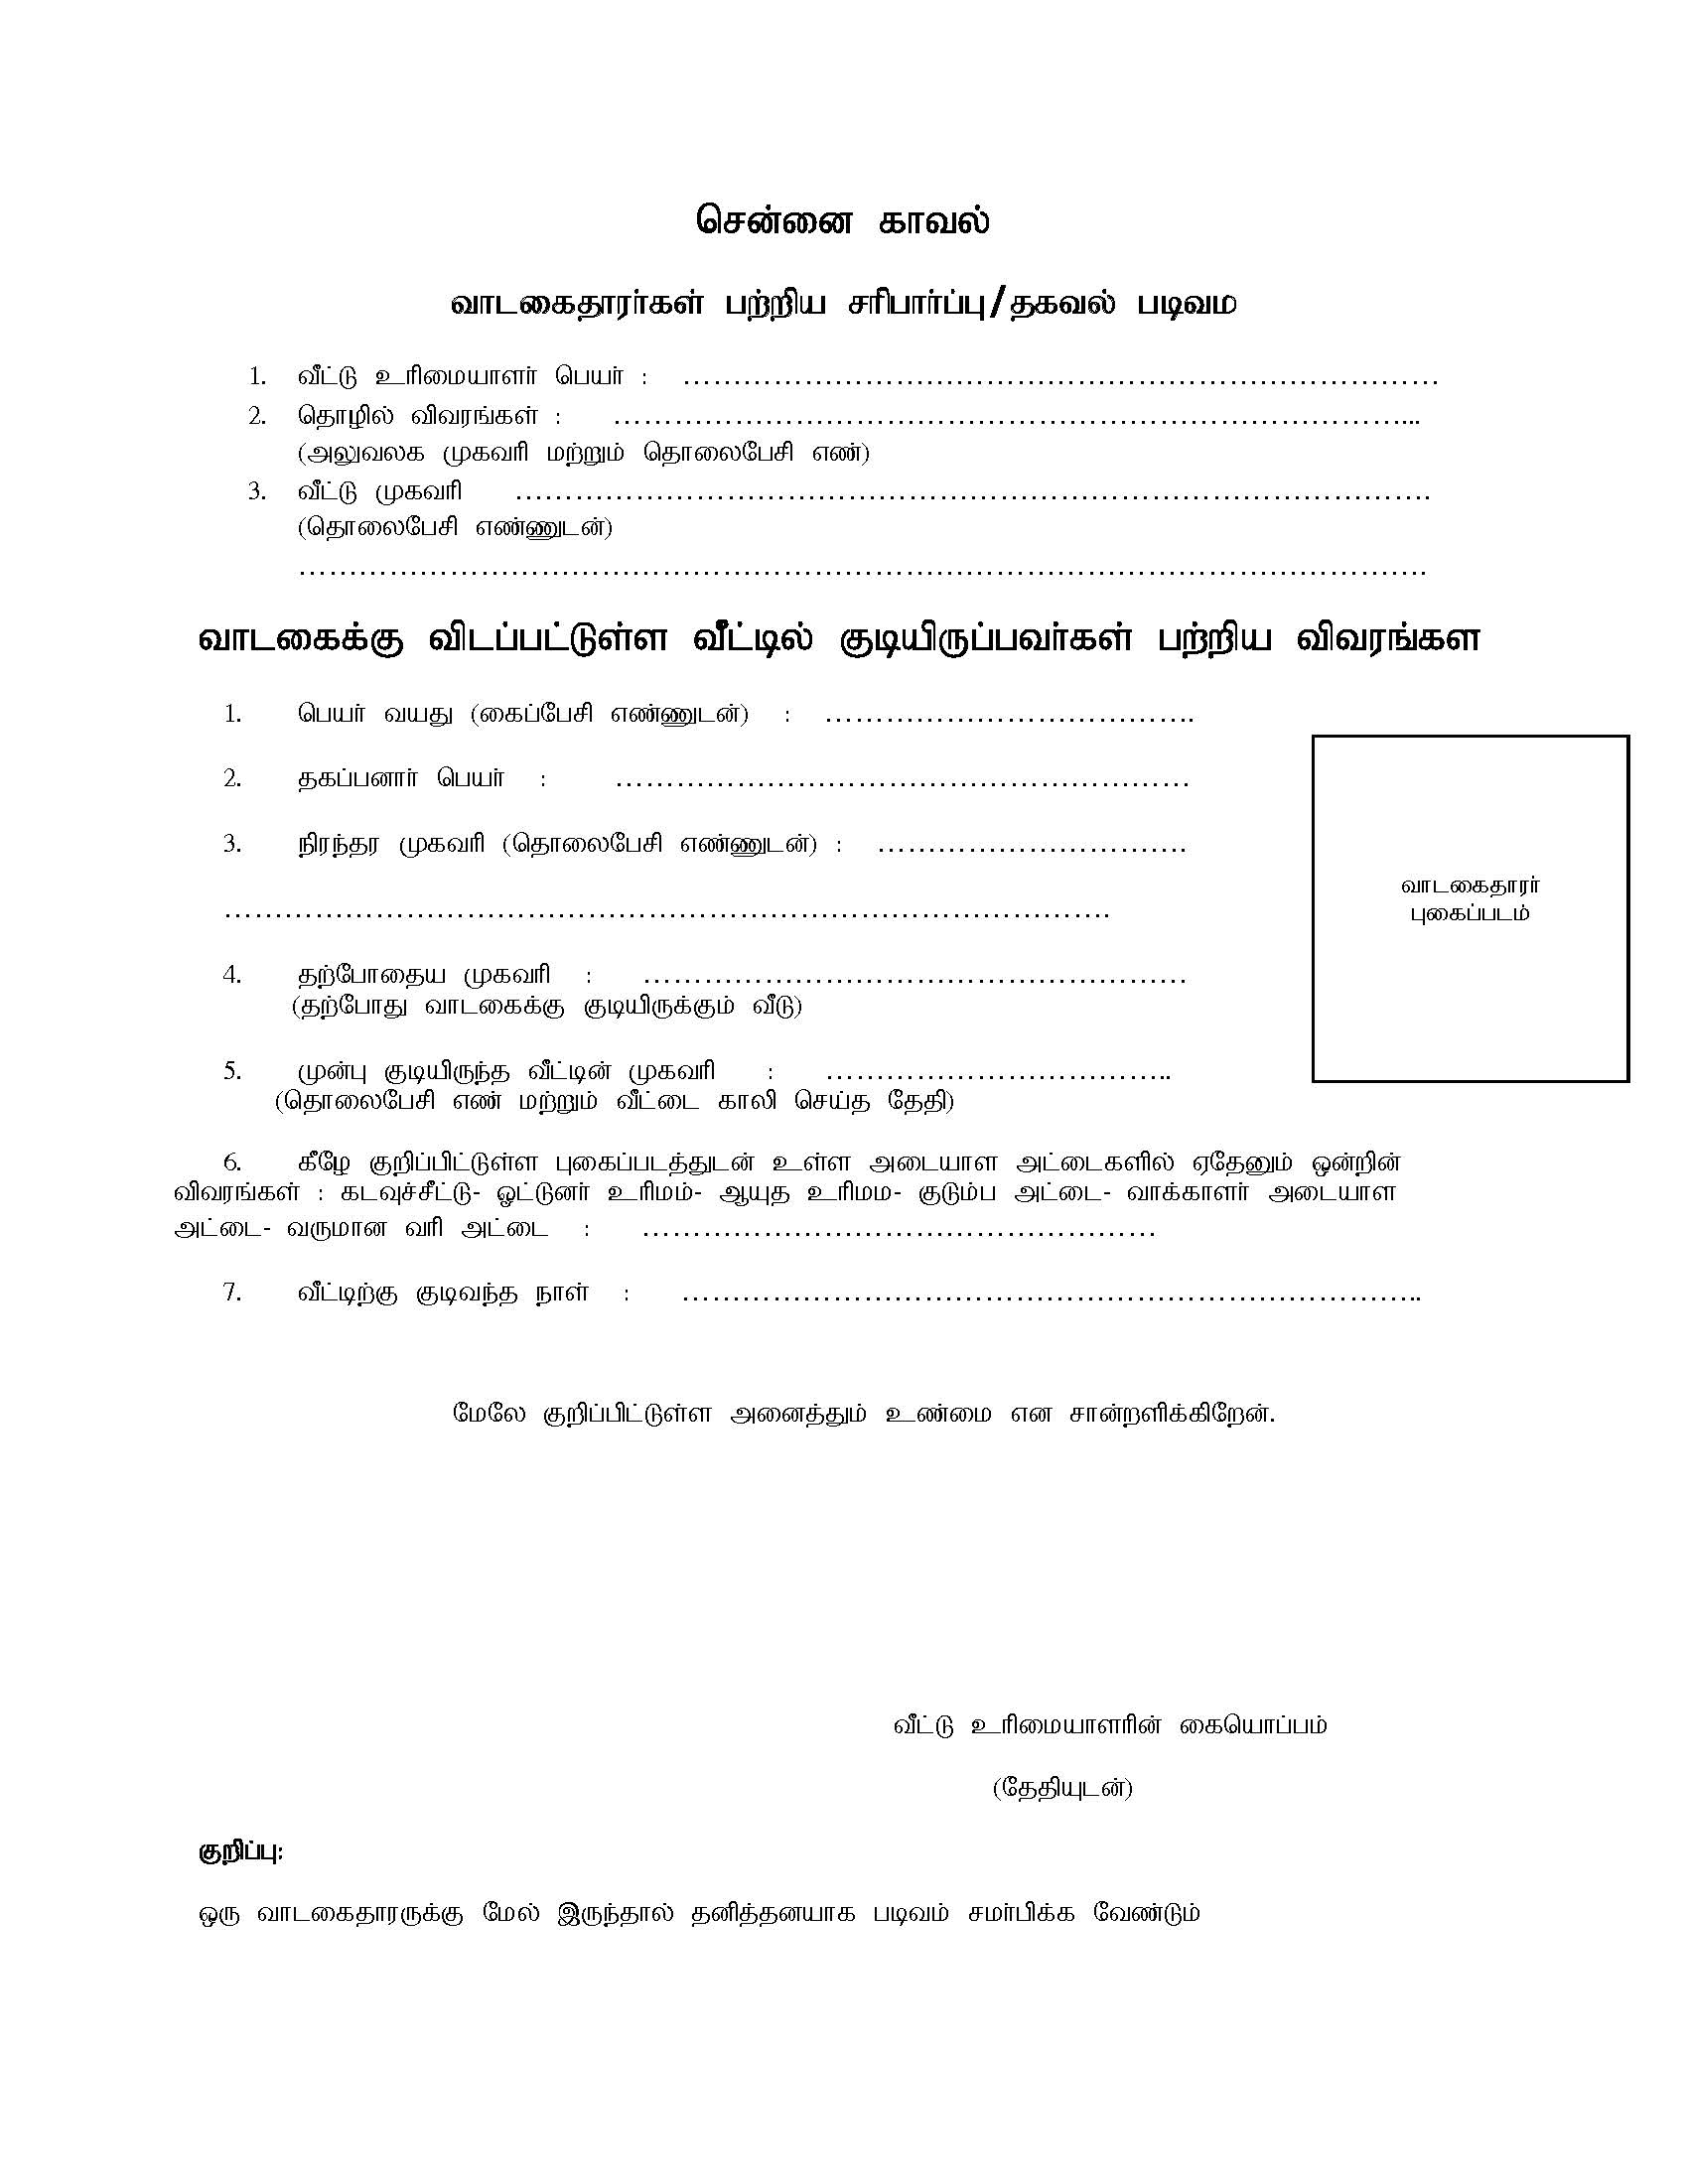 சென்னை காவல்
வாடகைதாரர்கள் பற்றிய சரிபார்ப்பு/தகவல் படிவம
1. வீட்டு உரிமையாளர் பெயர் : …………………………………………………………………
2. தொழில் விவரங்கள் : ……………………………………………………………………...
(அலுவலக முகவரி மற்றும் தொலைபேசி எண்)
3. வீட்டு முகவரி ……………………………………………………………………………….
(தொலைபேசி எண்ணுடன்)
………………………………………………………………………………………………….
வாடகைக்கு விடப்பட்டுள்ள வீட்டில் குடியிருப்பவர்கள் பற்றிய விவரங்கள
1. பெயர் வயது (கைப்பேசி எண்ணுடன்) : ……………………………….
2. தகப்பனார் பெயர் : …………………………………………………
3. நிரந்தர முகவரி (தொலைபேசி எண்ணுடன்) : ………………………….
…………………………………………………………………………….
வாடகைதாரர்
புகைப்படம்
4. தற்போதைய முகவரி : ………………………………………………
(தற்போது வாடகைக்கு குடியிருக்கும் வீடு)
5. முன்பு குடியிருந்த வீட்டின் முகவரி : ……………………………..
(தொலைபேசி எண் மற்றும் வீட்டை காலி செய்த தேதி)
6. கீழே குறிப்பிட்டுள்ள புகைப்படத்துடன் உள்ள அடையாள அட்டைகளில் ஏதேனும் ஒன்றின்
விவரங்கள் : கடவுச்சீட்டு- ஓட்டுனர் உரிமம்- ஆயுத உரிமம- குடும்ப அட்டை- வாக்காளர் அடையாள
அட்டை- வருமான வரி அட்டை : ……………………………………………
7. வீட்டிற்கு குடிவந்த நாள் : ………………………………………………………………..
மேலே குறிப்பிட்டுள்ள அனைத்தும் உண்மை என சான்றளிக்கிறேன்.
வீட்டு உரிமையாளரின் கையொப்பம்
(தேதியுடன்)
குறிப்பு:
ஒரு வாடகைதாரருக்கு மேல் இருந்தால் தனித்தனயாக படிவம் சமர்பிக்க வேண்டும்